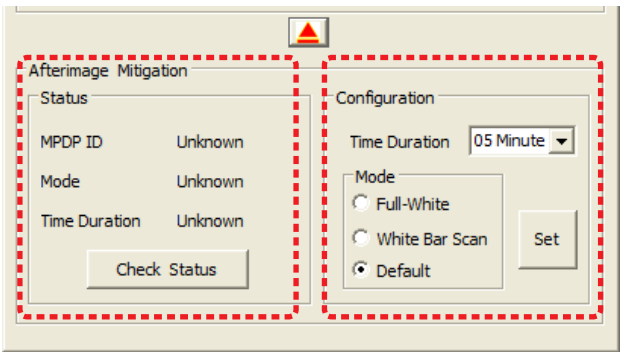 Afterimage Mitigation
Status
MPDP ID Unknown
Mode Unknown
Time Duration Unknown
Check Status
Configuration
Time Duration 05 Minute
Mode
Full-White
White Bar Scan
Default
Set